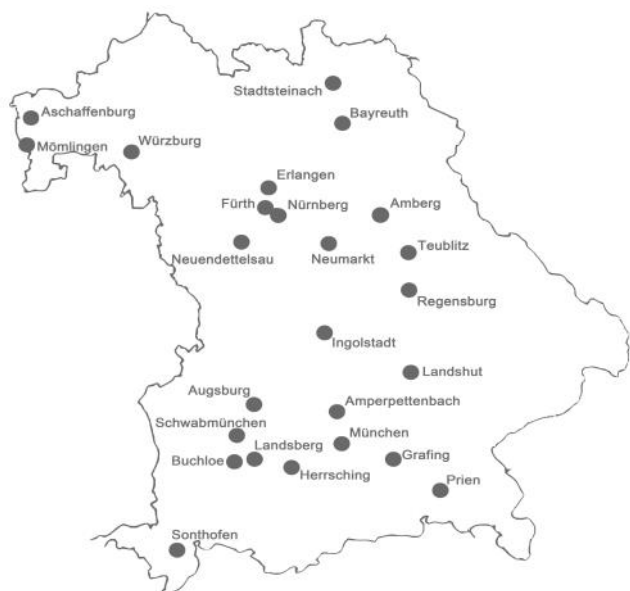 Stadtsteinach
Aschaffenburg
Bayreuth
Mömlingen
Würzburg
Erlangen
Fürth
Nürnberg
Amberg
Neuendettelsau
Neumarkt
Teublitz
Regensburg
Ingolstadt
Landshut
Augsburg
Amperpettenbach
Schwabmünchen
München
Buchloe
Landsberg
Herrsching
Grafing
Prien
Sonthofen